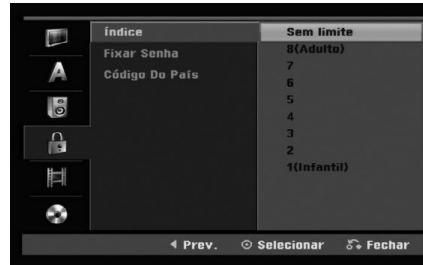 Índice
Fixar Senha
Código Do País
Sem limite
8(Adulto)
7
6
5
4
3
2
1(Infantil)
Prev.
Selecionar
Fechar